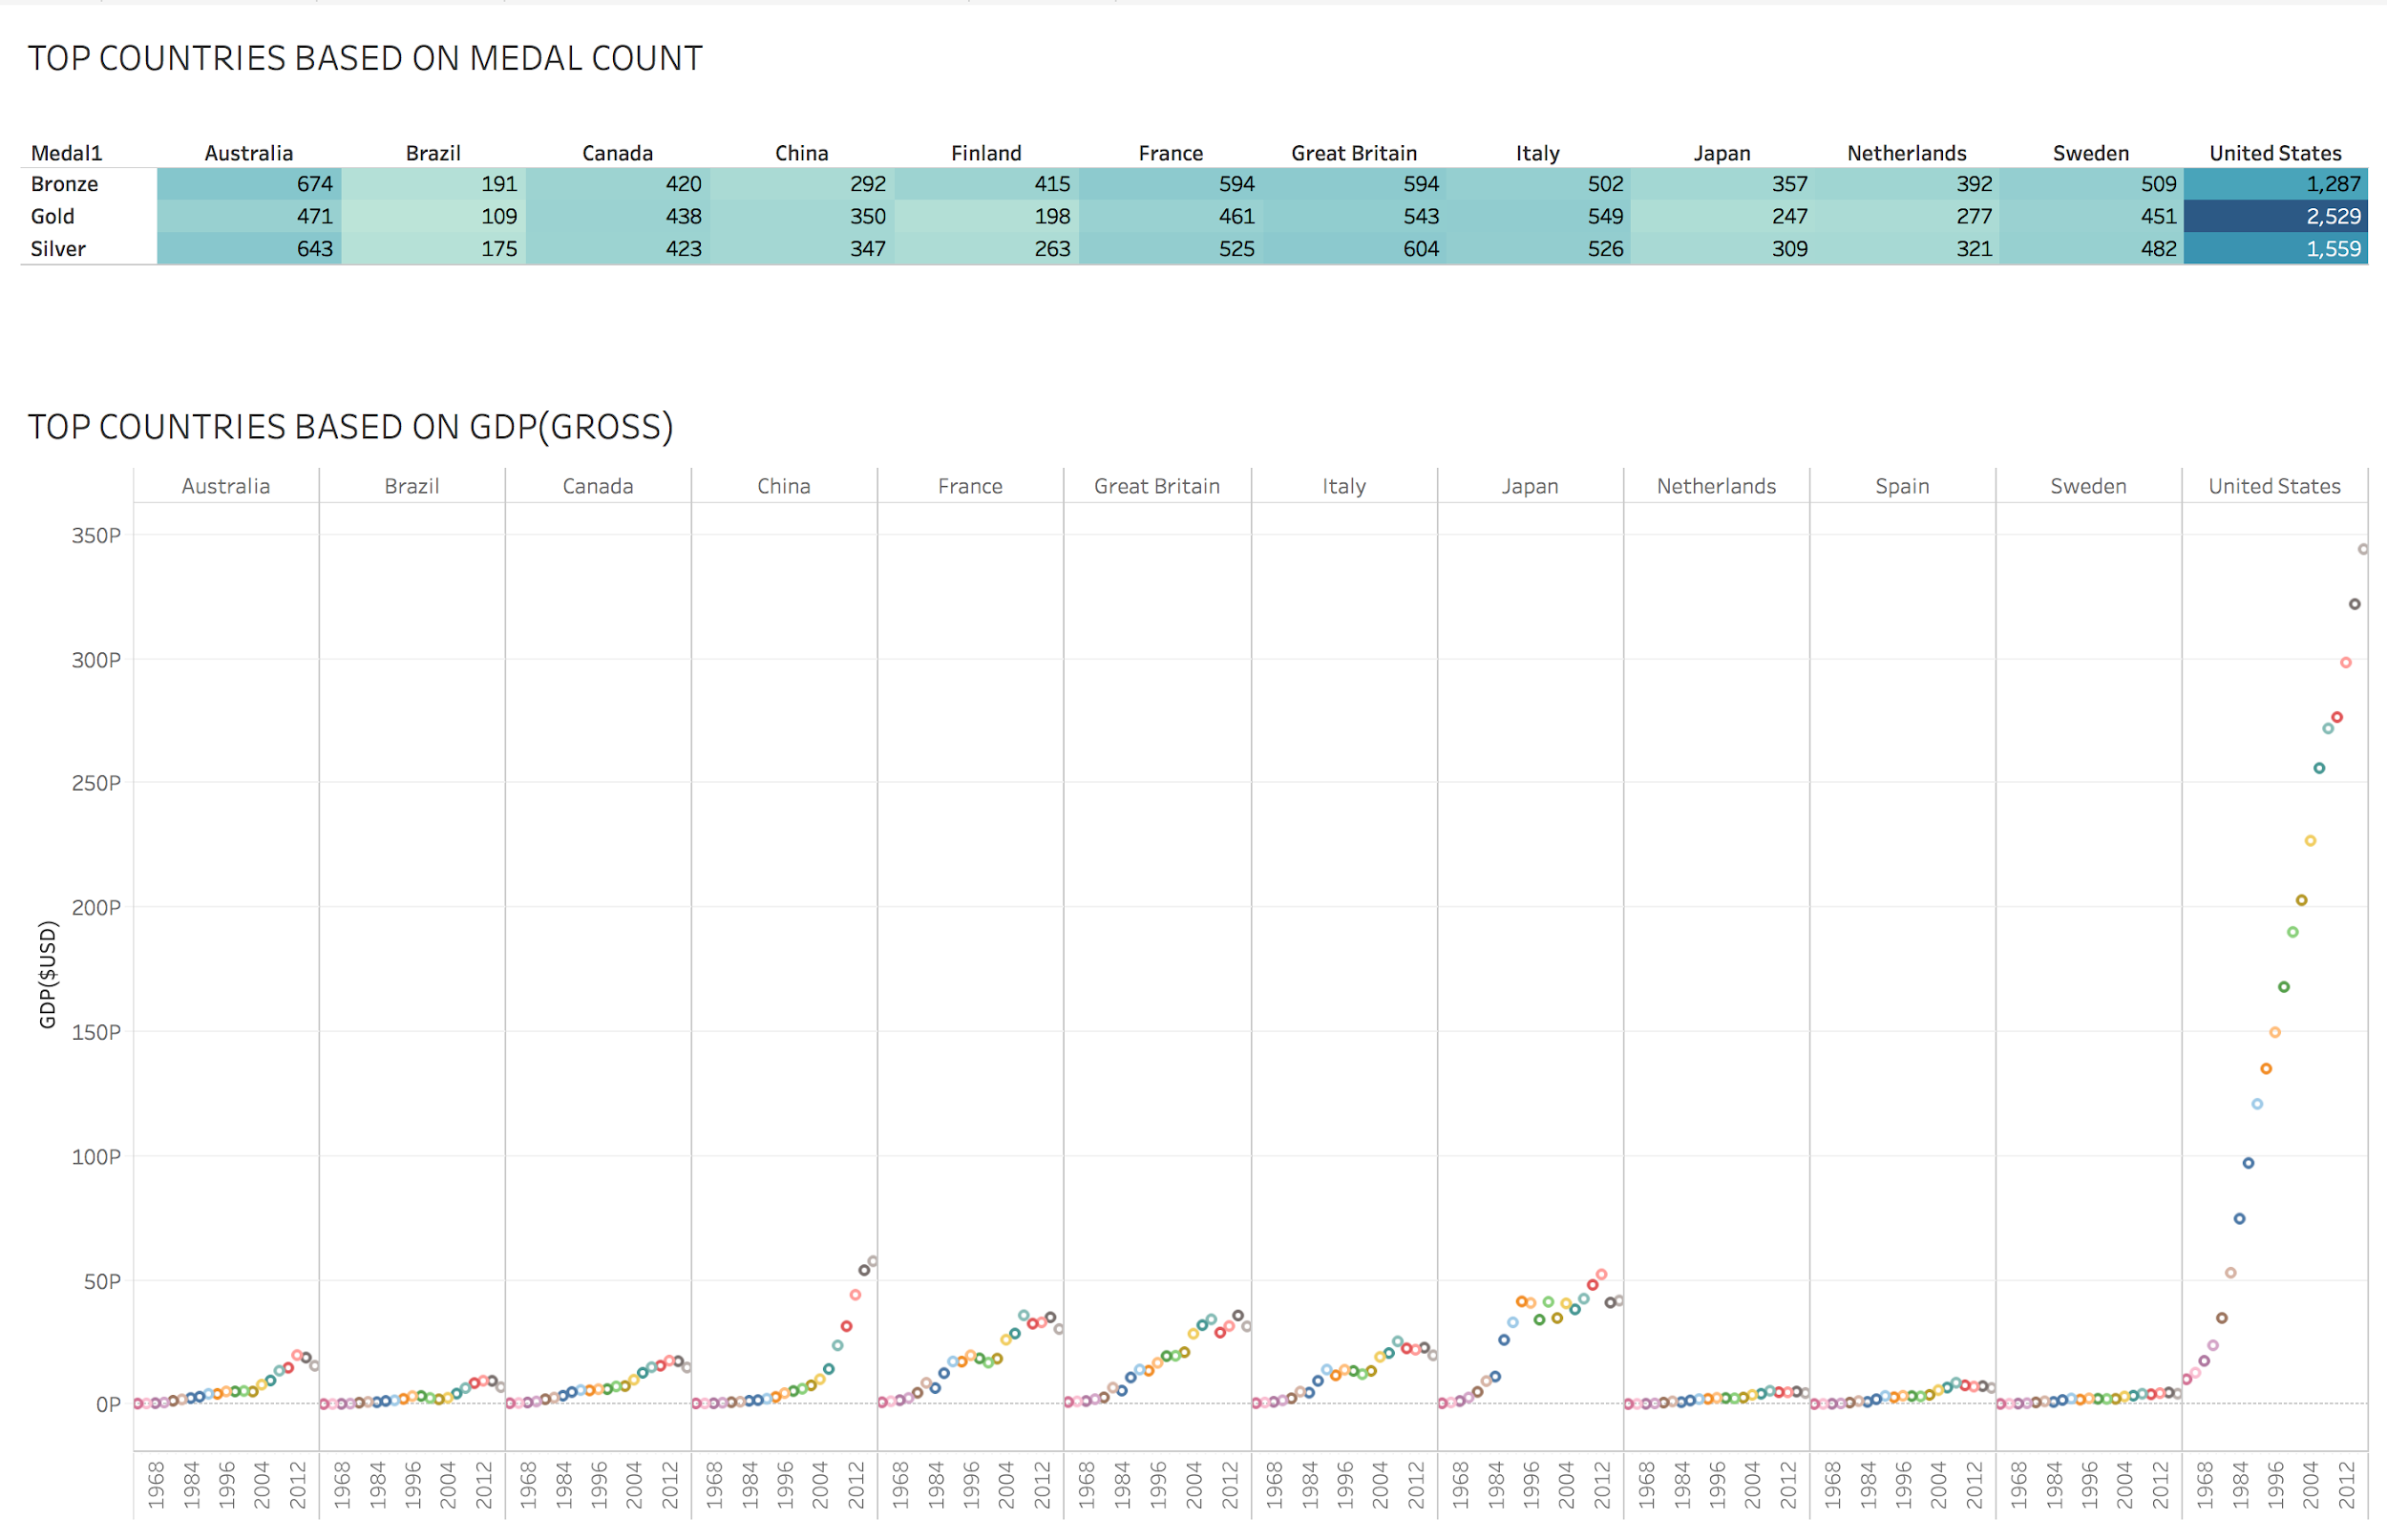 TOP COUNTRIES BASED ON MEDAL COUNT
Medal1 Australia Brazil Canada China Finland France Great Britain Italy Japan Netherlands Sweden United States
Bronze 674 191 420 292 415 594 594 502 357 392 509 1,287
Gold 471 109 438 350 198 461 543 549 247 277 451 2,529
Silver 643 175 423 347 263 525 604 526 309 321 482 1,559
TOP COUNTRIES BASED ON GDP(GROSS)
Australia Brazil Canada China France Great Britain Italy Japan Netherlands Spain Sweden United States
350P
300P
250P
200P
150P
100P
50P
0P
GDP($USD)
1968 1984 1996 2004 2012 1968 1984 1996 2004 2012 1968 1984 1996 2004 2012 1968 1984 1996 2004 2012 1968 1984 1996 2004 2012 1968 1984 1996 2004 2012 1968 1984 1996 2004 2012 1968 1984 1996 2004 2012 1968 1984 1996 2004 2012 1968 1984 1996 2004 2012 1968 1984 1996 2004 2012 1968 1984 1996 2004 2012